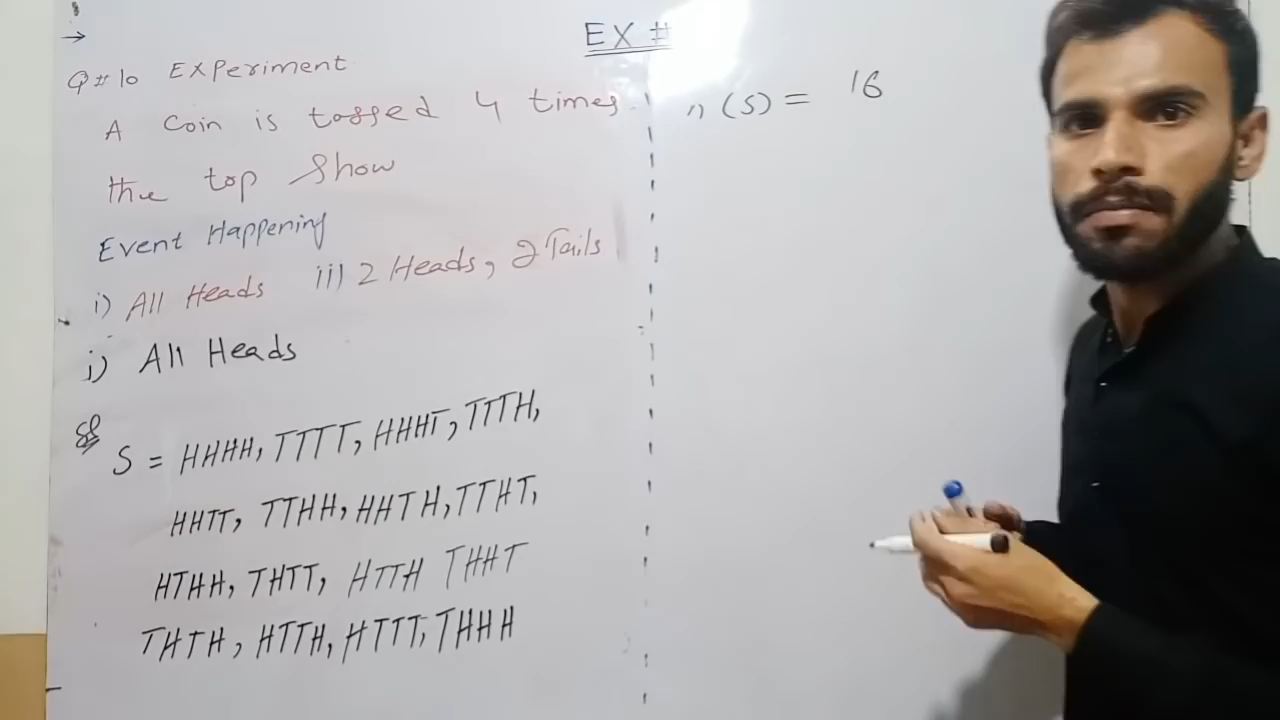 EX #
Q#10 Experiment
A Coin is tossed 4 times.
the top Show
Event Happening
i) All Heads iii) 2 Heads, 2 Tails
i) All Heads
S = HHHH, TTTT, HHHT, TTTH,
HHTT, TTHH, HHTH, TTHT,
HTHH, THTT, HTTH THHT
THTH, HTTH, HTTT, THHH
n(S) = 16